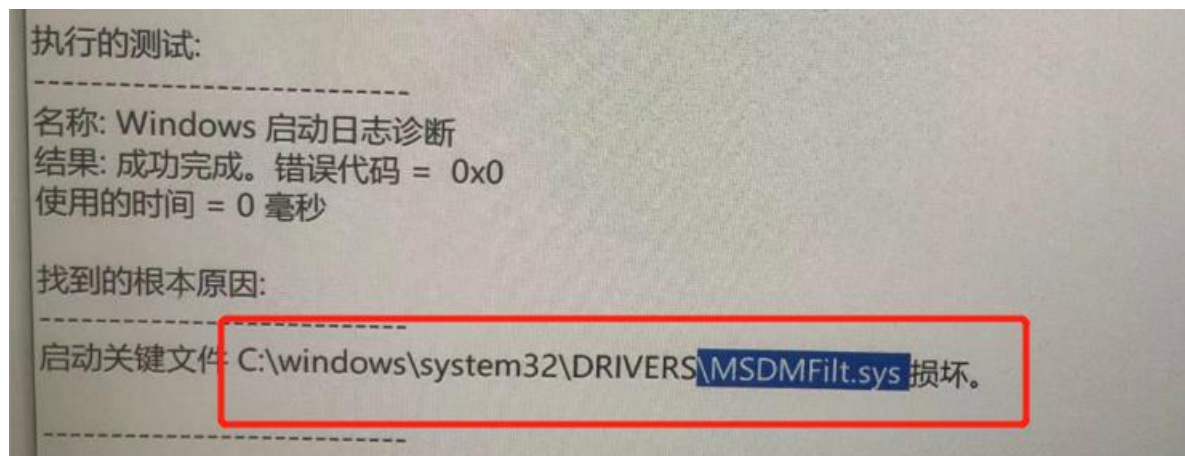 执行的测试:
--------------------------
名称: Windows 启动日志诊断
结果: 成功完成。错误代码 = 0x0
使用的时间 = 0 毫秒
找到的根本原因:
--------------------------
启动关键文件 C:\windows\system32\DRIVERS\MSDMFilt.sys 损坏。
--------------------------